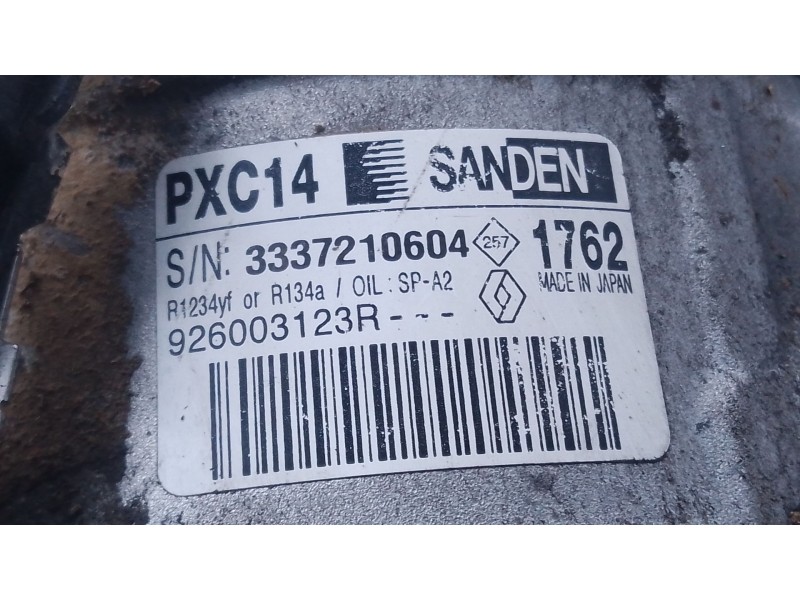 PXC14 SANDEN
S/N: 3337210604 257 1762
R1234yf or R134a / OIL : SP-A2 MADE IN JAPAN
926003123R---